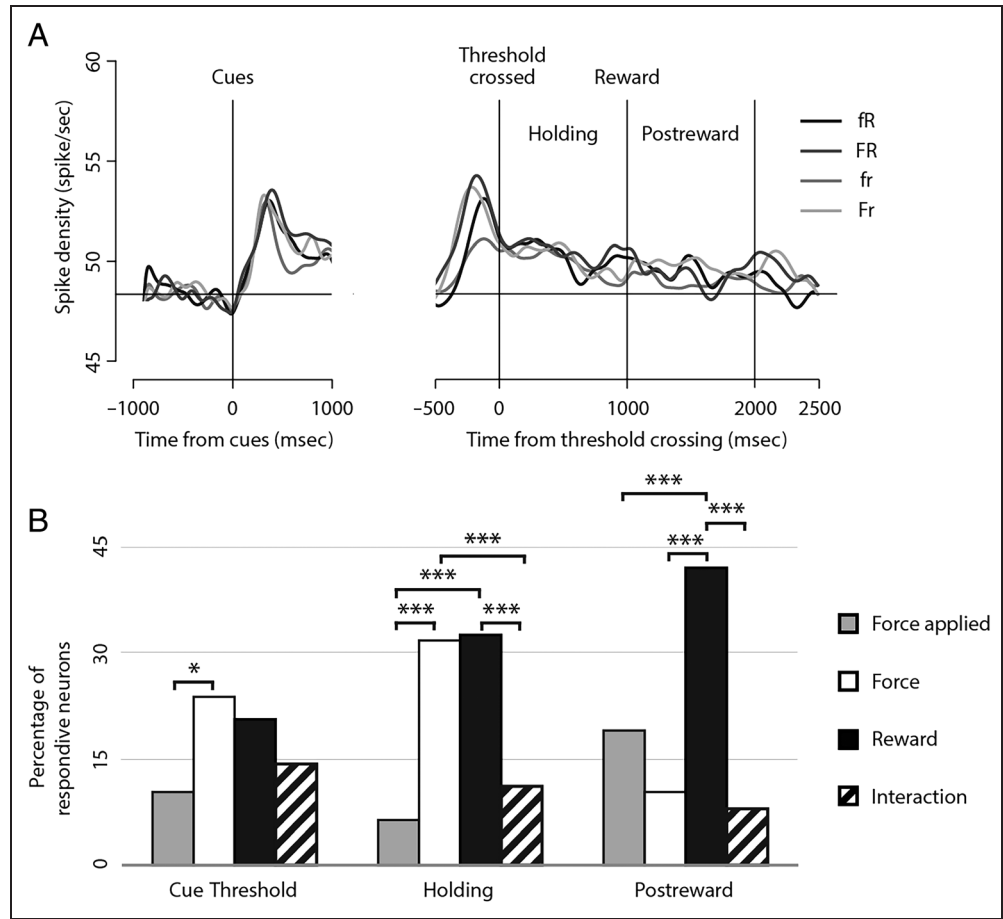 A
60
55
50
45
Spike density (spike/sec)
Cues
Threshold
crossed
Reward
Holding
Postreward
fR
FR
fr
Fr
−1000
0
1000
−500
0
1000
2000
2500
Time from cues (msec)
Time from threshold crossing (msec)
B
45
30
15
0
Percentage of
respondive neurons
*
***
***
***
***
***
***
***
Force applied
Force
Reward
Interaction
Cue Threshold
Holding
Postreward